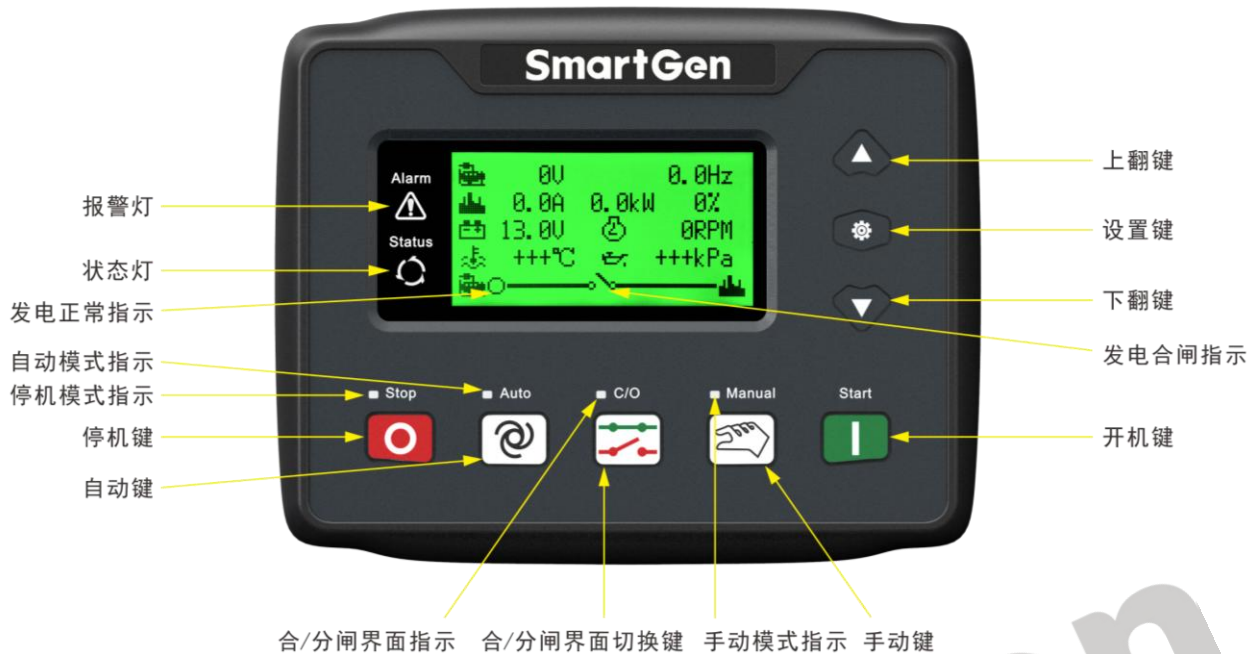 SmartGen
Alarm
Status
0V 0.0Hz
0.0A 0.0kW 0%
13.0V 0RPM
+++℃ +++kPa
报警灯
状态灯
发电正常指示
自动模式指示
停机模式指示
停机键
自动键
上翻键
设置键
下翻键
发电合闸指示
开机键
Stop
Auto
C/O
Manual
Start
合/分闸界面指示 合/分闸界面切换键 手动模式指示 手动键